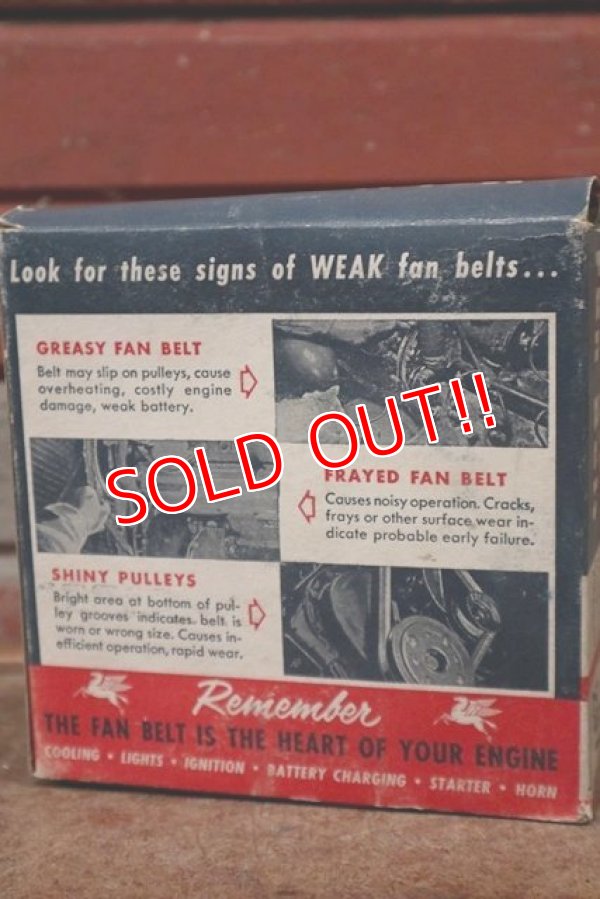 Look for these signs of WEAK fan belts...
GREASY FAN BELT
Belt may slip on pulleys, cause
overheating, costly engine
damage, weak battery.
SOLD OUT!!
FRAYED FAN BELT
Causes noisy operation. Cracks,
frays or other surface wear in-
dicate probable early failure.
SHINY PULLEYS
Bright area at bottom of pul-
ley grooves indicates belt is
worn or wrong size. Causes in-
efficient operation, rapid wear.
Remember
THE FAN BELT IS THE HEART OF YOUR ENGINE
COOLING • LIGHTS • IGNITION • BATTERY CHARGING • STARTER • HORN